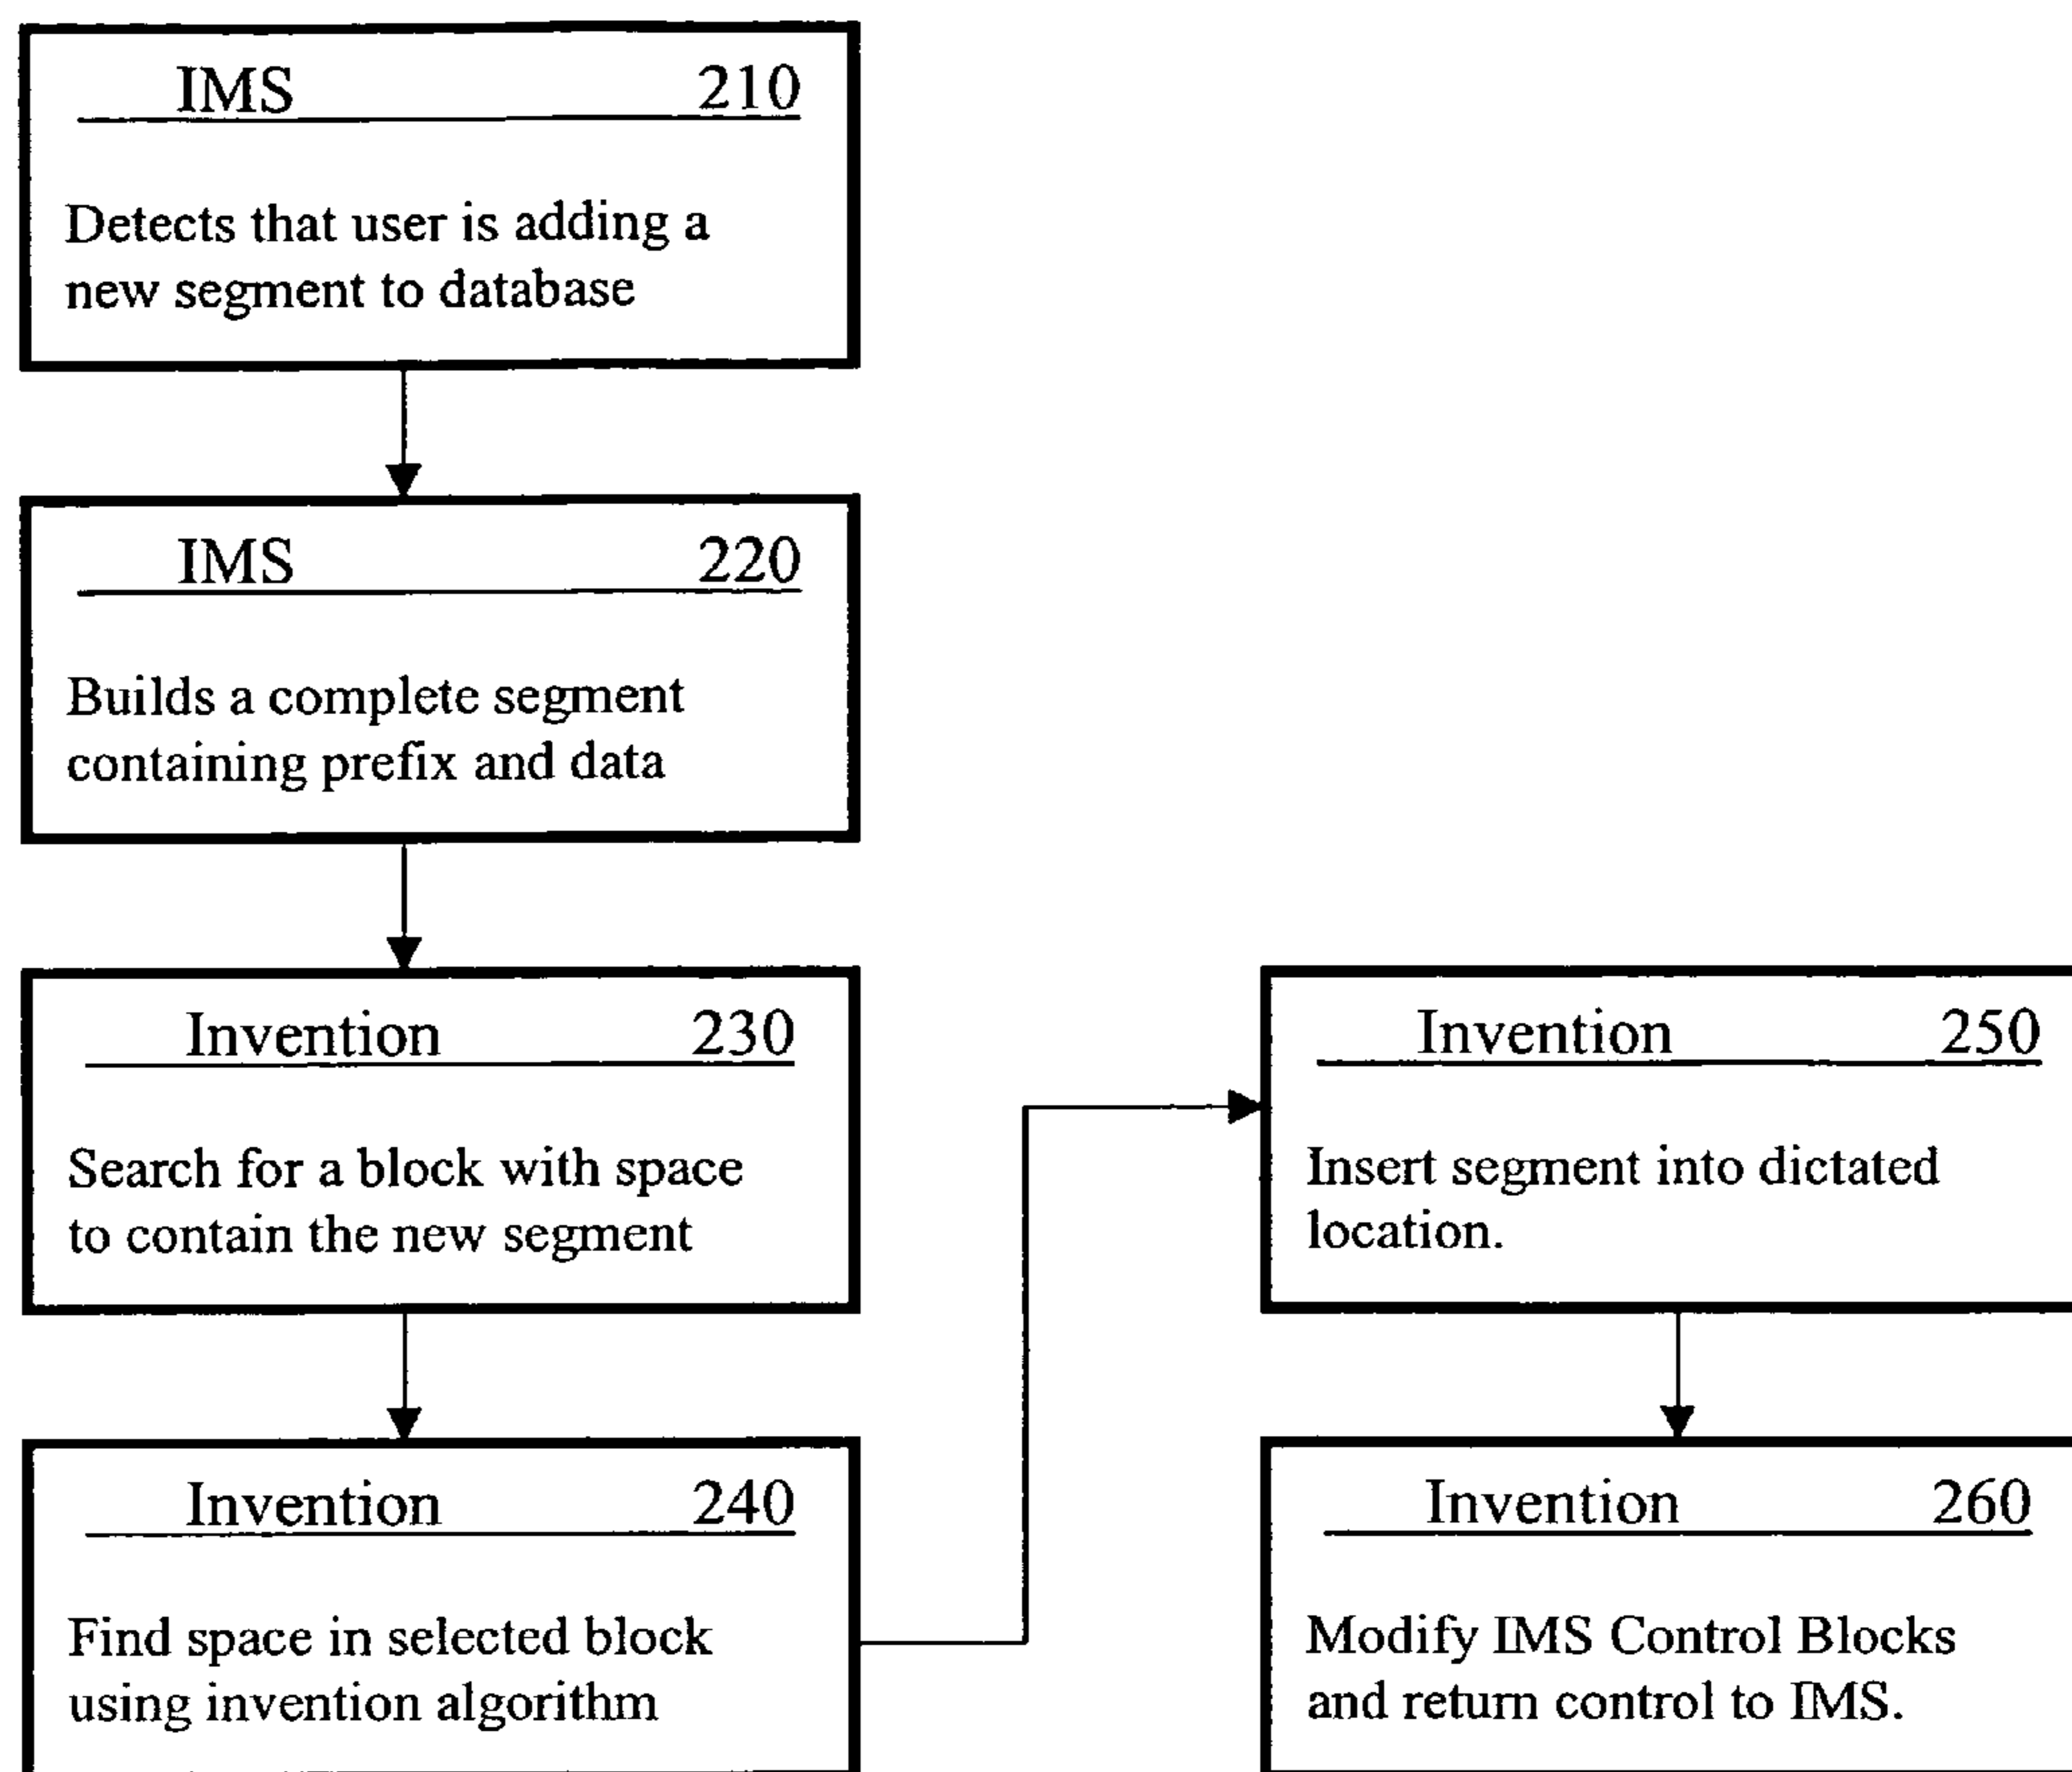 IMS 210
Detects that user is adding a
new segment to database
IMS 220
Builds a complete segment
containing prefix and data
Invention 230
Search for a block with space
to contain the new segment
Invention 240
Find space in selected block
using invention algorithm
Invention 250
Insert segment into dictated
location.
Invention 260
Modify IMS Control Blocks
and return control to IMS.